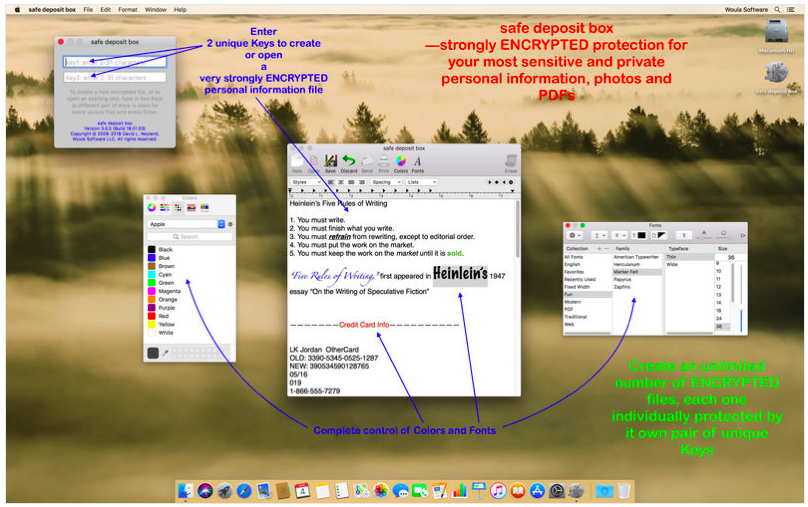 safe deposit box File Edit Format Window Help
Woula Software
safe deposit box
Key1: enter 2-31 characters
Key2: enter 2-31 characters
To create a new encrypted file, or to
open an existing one, type in two Keys
(a different pair of Keys is used for
every unique file) and press Enter.
safe deposit box
Version 5.0.0 (Build 18.01.03)
Copyright © 2008-2018 David L. Neyland,
Woula Software LLC. All rights reserved.
Enter
2 unique Keys to create
or open
a
very strongly ENCRYPTED
personal information file
safe deposit box
—strongly ENCRYPTED protection for
your most sensitive and private
personal information, photos and
PDFs
Macintosh HD
Safe Deposit Box
safe deposit box
New Open Save Discard Send Print Colors Fonts Erase
Styles Spacing Lists
Heinlein's Five Rules of Writing
1. You must write.
2. You must finish what you write.
3. You must refrain from rewriting, except to editorial order.
4. You must put the work on the market.
5. You must keep the work on the market until it is sold.
"Five Rules of Writing," first appeared in Heinlein's 1947
essay "On the Writing of Speculative Fiction"
——————Credit Card Info——————
LK Jordan OtherCard
OLD: 3390-5345-0525-1287
NEW: 390534590128765
05/16
019
1-866-555-7279
Colors
Apple
Search
Black
Blue
Brown
Cyan
Green
Magenta
Orange
Purple
Red
Yellow
White
Fonts
Collection Family Typeface Size
All Fonts
English
Favorites
Recently Used
Fixed Width
Fun
Modern
PDF
Traditional
Web
American Typewriter
Herculanum
Marker Felt
Papyrus
Zapfino
Thin
Wide
36
9
10
11
12
13
14
18
24
36
Complete control of Colors and Fonts
Create an unlimited
number of ENCRYPTED
files, each one
individually protected by
it own pair of unique
Keys